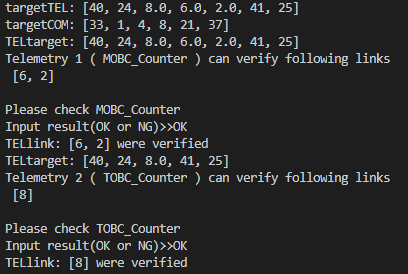 targetTEL: [40, 24, 8.0, 6.0, 2.0, 41, 25]
targetCOM: [33, 1, 4, 8, 21, 37]
TELtarget: [40, 24, 8.0, 6.0, 2.0, 41, 25]
Telemetry 1 ( MOBC_Counter ) can verify following links
[6, 2]
Please check MOBC_Counter
Input result(OK or NG)>>OK
TELlink: [6, 2] were verified
TELtarget: [40, 24, 8.0, 41, 25]
Telemetry 2 ( TOBC_Counter ) can verify following links
[8]
Please check TOBC_Counter
Input result(OK or NG)>>OK
TELlink: [8] were verified